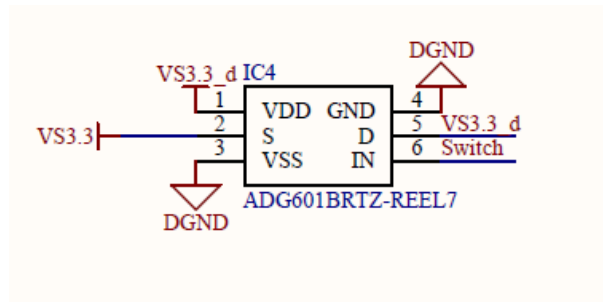 DGND
VS3.3_d IC4
1 VDD GND 4
VS3.3 2 S D 5 VS3.3_d
3 VSS IN 6 Switch
DGND ADG601BRTZ-REEL7